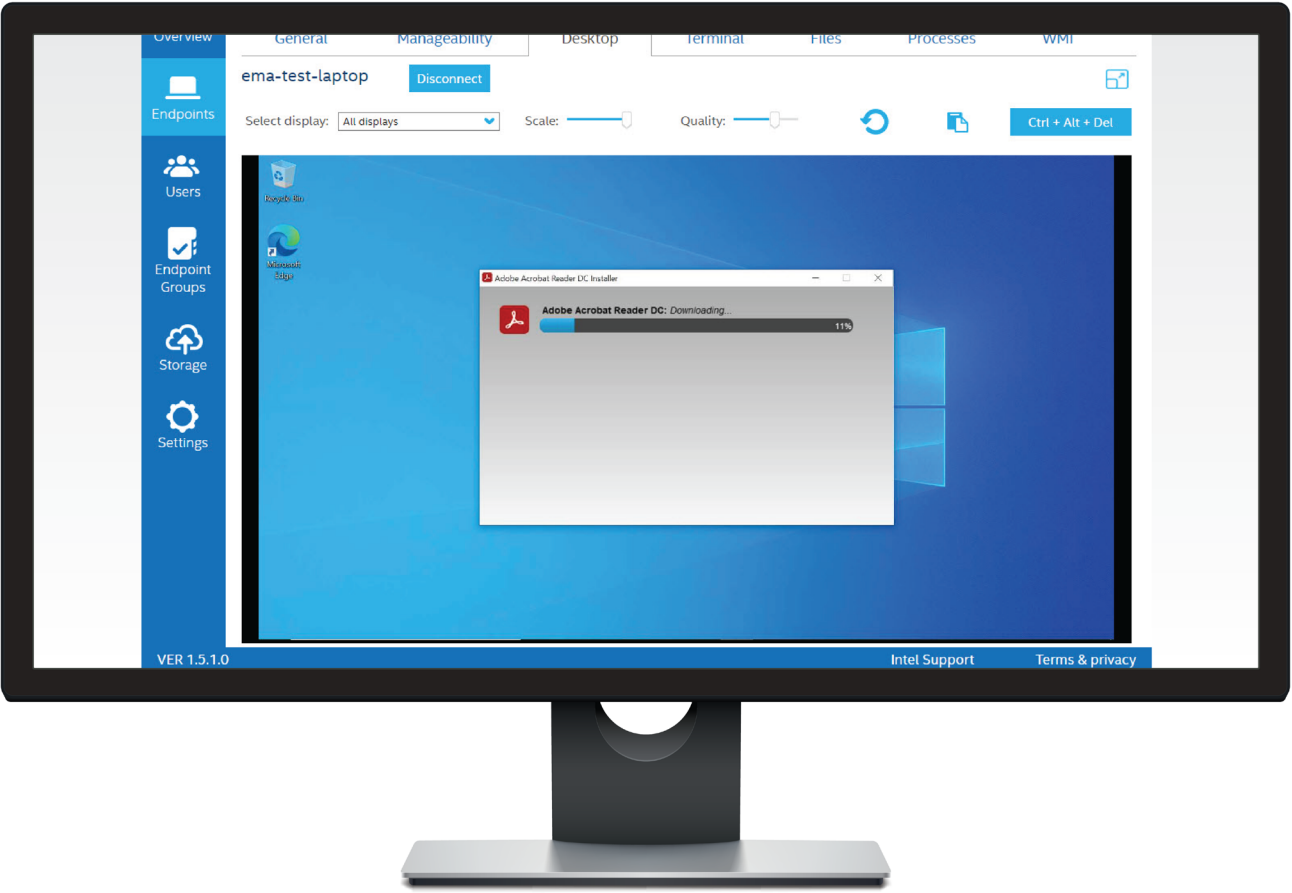 Overview
General Manageability Desktop Terminal Files Processes WMI
ema-test-laptop Disconnect
Endpoints
Select display: All displays Scale: Quality: Ctrl + Alt + Del
Users
Endpoint
Groups
Storage
Settings
Recycle Bin
Microsoft
Edge
Adobe Acrobat Reader DC Installer
Adobe Acrobat Reader DC: Downloading...
11%
VER 1.5.1.0 Intel Support Terms & privacy